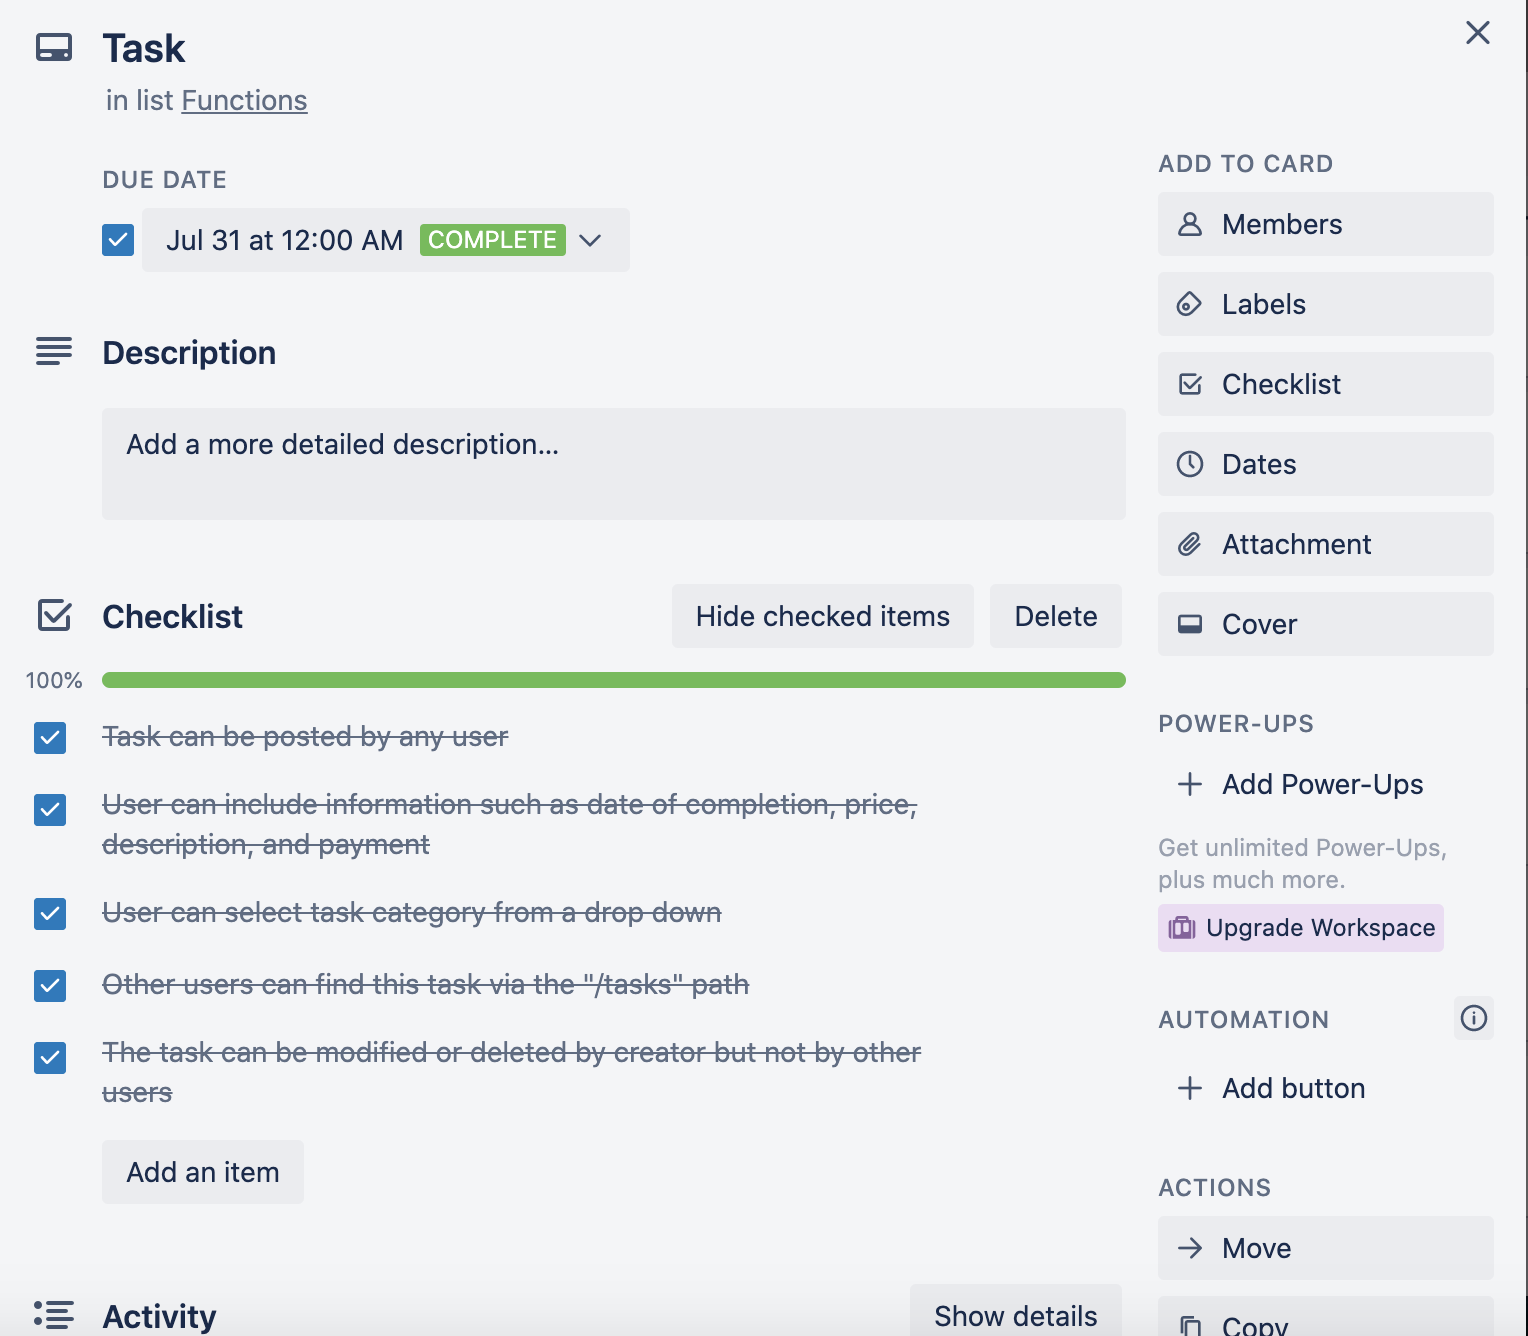 Task
in list Functions
DUE DATE
Jul 31 at 12:00 AM COMPLETE
Description
Add a more detailed description...
Checklist
Hide checked items
Delete
100%
Task can be posted by any user
User can include information such as date of completion, price,
description, and payment
User can select task category from a drop down
Other users can find this task via the "/tasks" path
The task can be modified or deleted by creator but not by other
users
Add an item
Activity
Show details
ADD TO CARD
Members
Labels
Checklist
Dates
Attachment
Cover
POWER-UPS
Add Power-Ups
Get unlimited Power-Ups,
plus much more.
Upgrade Workspace
AUTOMATION
Add button
ACTIONS
Move
Copy